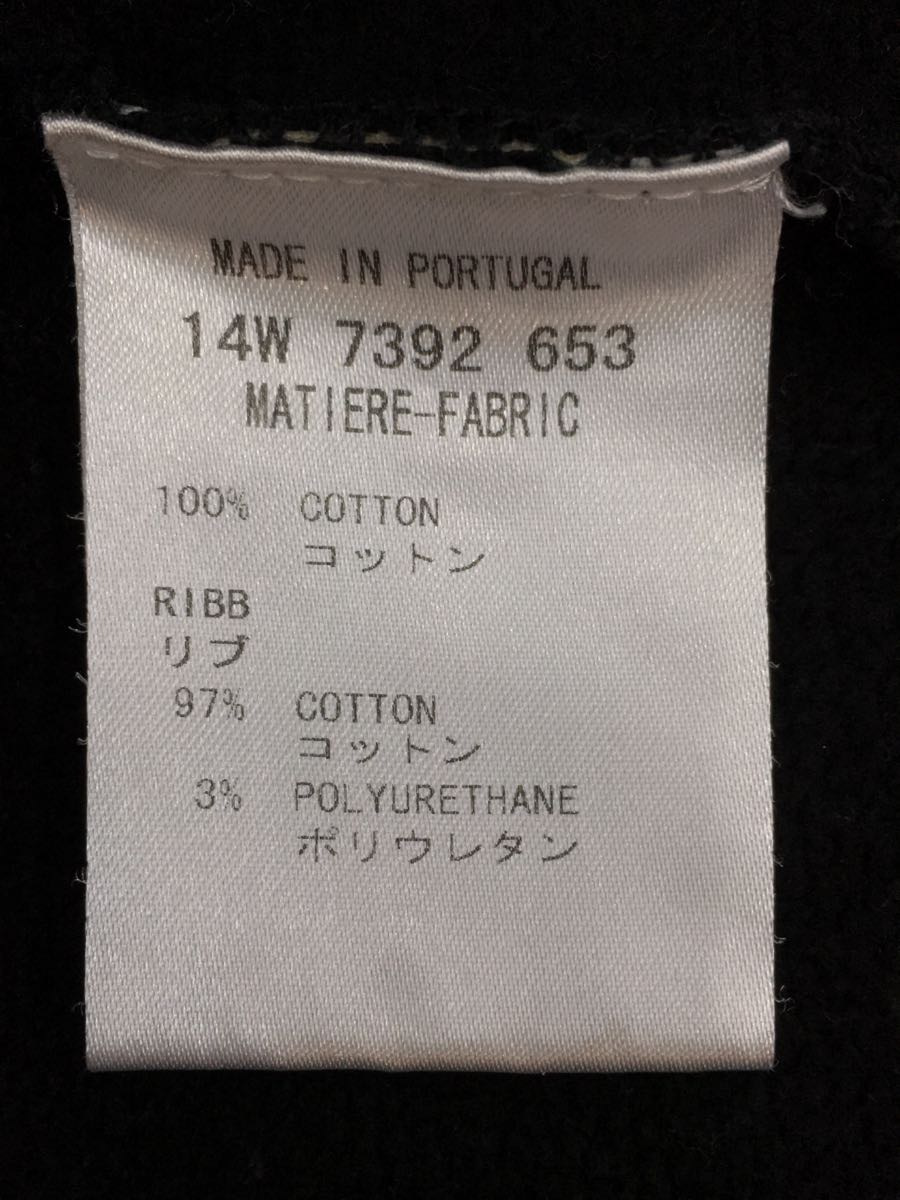 MADE IN PORTUGAL
14W 7392 653
MATIERE-FABRIC
100% COTTON
コットン
RIBB
リブ
97% COTTON
コットン
3% POLYURETHANE
ポリウレタン